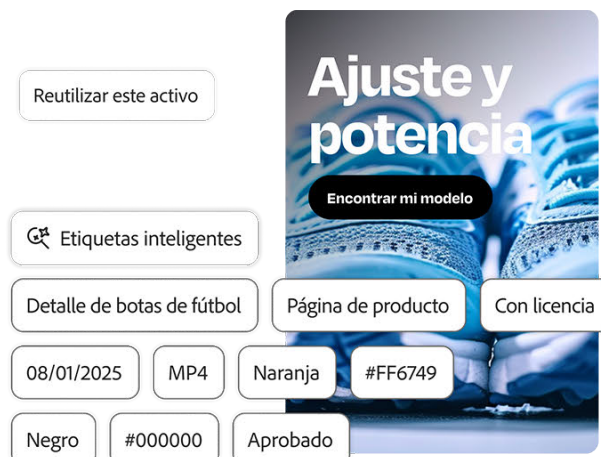 Ajuste y
potencia
Encontrar mi modelo
Reutilizar este activo
Etiquetas inteligentes
Detalle de botas de fútbol
Página de producto
Con licencia
08/01/2025
MP4
Naranja
#FF6749
Negro
#000000
Aprobado